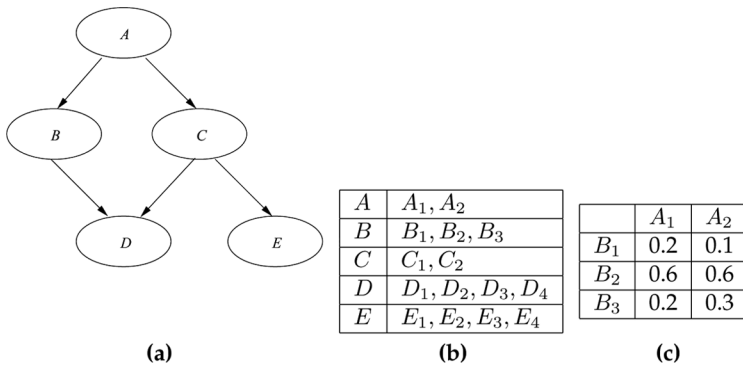 A
B
C
D
E
A A₁, A₂
B B₁, B₂, B₃
C C₁, C₂
D D₁, D₂, D₃, D₄
E E₁, E₂, E₃, E₄
A₁ A₂
B₁ 0.2 0.1
B₂ 0.6 0.6
B₃ 0.2 0.3
(a) (b) (c)